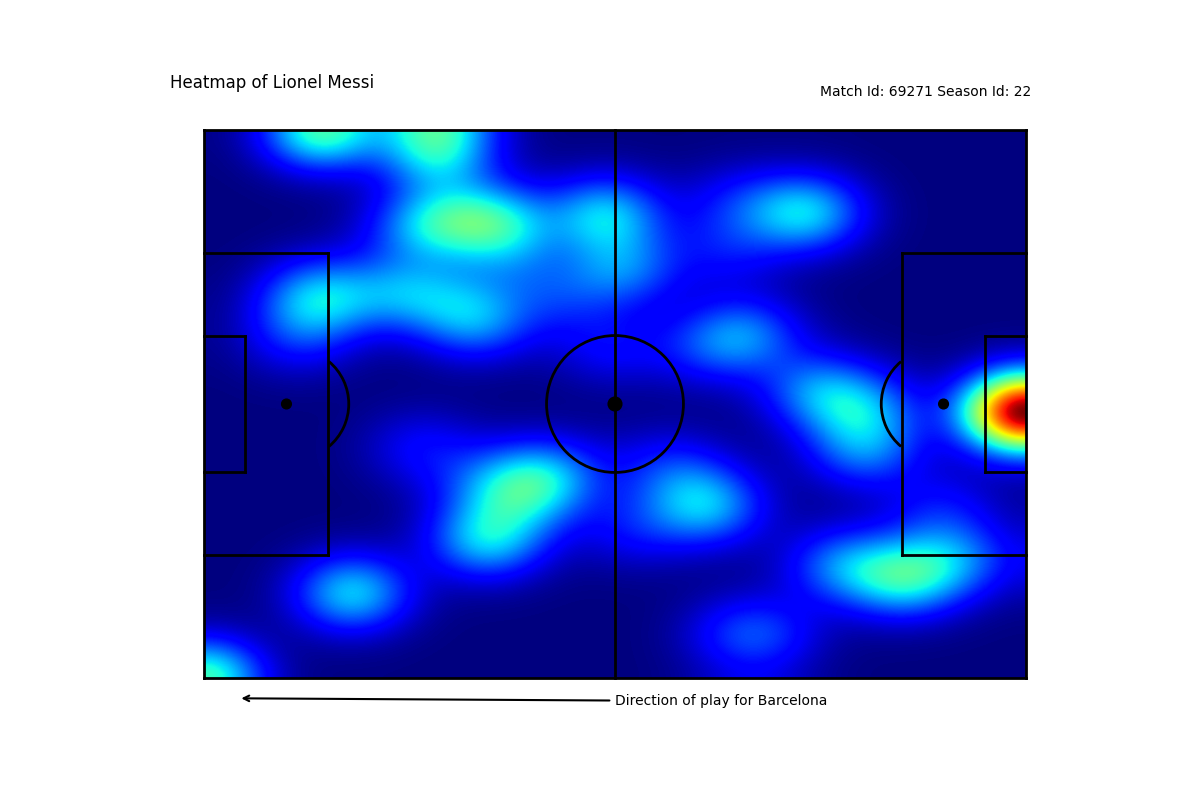 Heatmap of Lionel Messi
Match Id: 69271 Season Id: 22
Direction of play for Barcelona